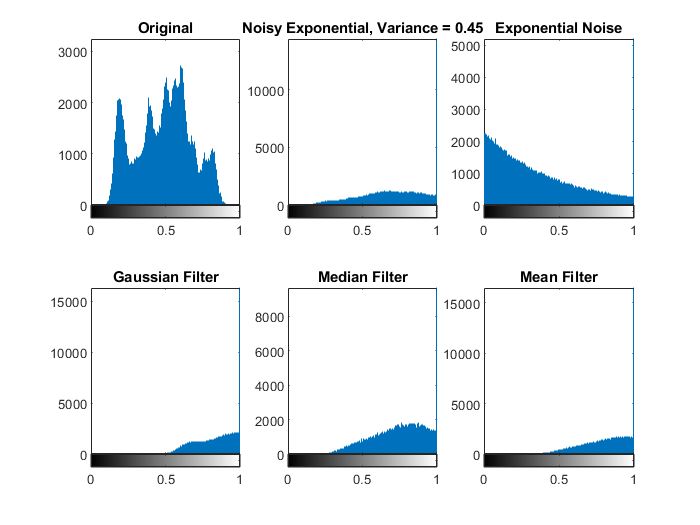 Original
Noisy Exponential, Variance = 0.45
Exponential Noise
3000
2000
1000
0
0 0.5 1
10000
5000
0
0 0.5 1
5000
4000
3000
2000
1000
0
0 0.5 1
Gaussian Filter
Median Filter
Mean Filter
15000
10000
5000
0
0 0.5 1
8000
6000
4000
2000
0
0 0.5 1
15000
10000
5000
0
0 0.5 1